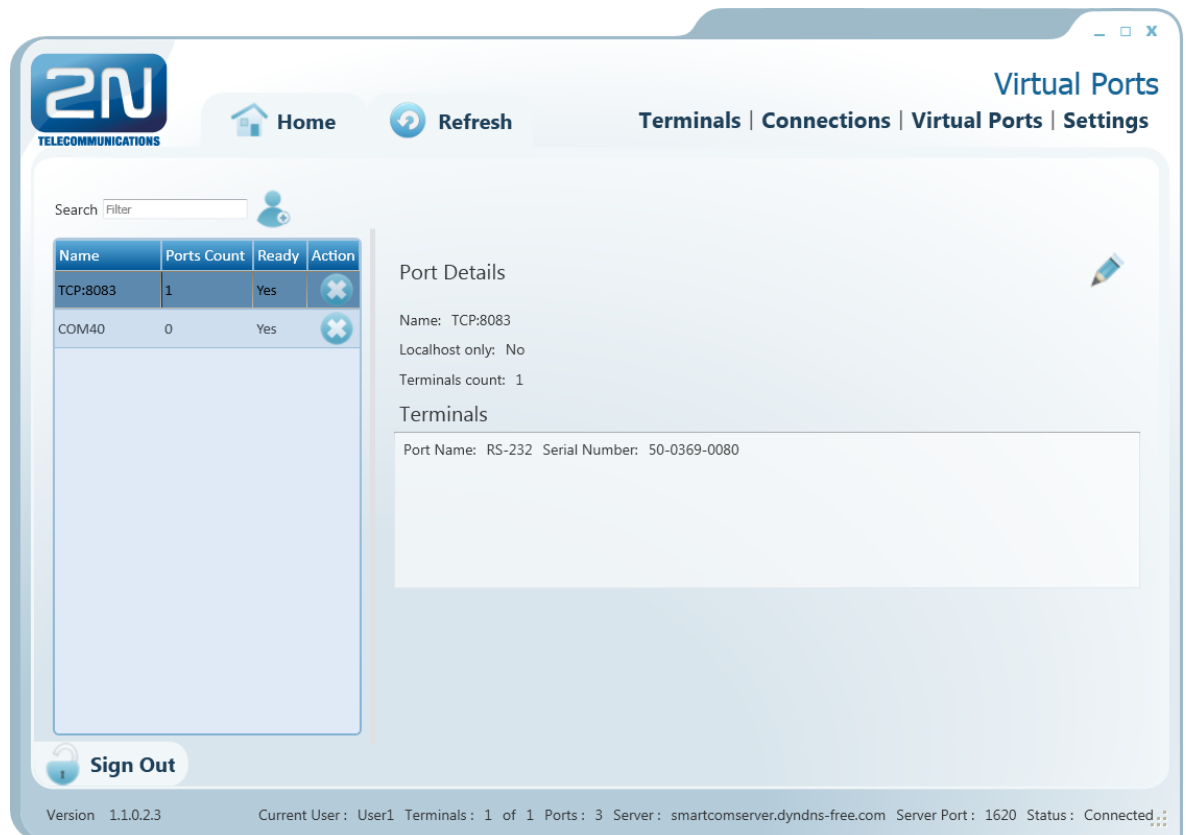 2N
TELECOMMUNICATIONS
Home
Refresh
Virtual Ports
Terminals | Connections | Virtual Ports | Settings
Search Filter
Name Ports Count Ready Action
TCP:8083 1 Yes
COM40 0 Yes
Port Details
Name: TCP:8083
Localhost only: No
Terminals count: 1
Terminals
Port Name: RS-232 Serial Number: 50-0369-0080
Sign Out
Version 1.1.0.2.3 Current User : User1 Terminals : 1 of 1 Ports : 3 Server : smartcomserver.dyndns-free.com Server Port : 1620 Status : Connected